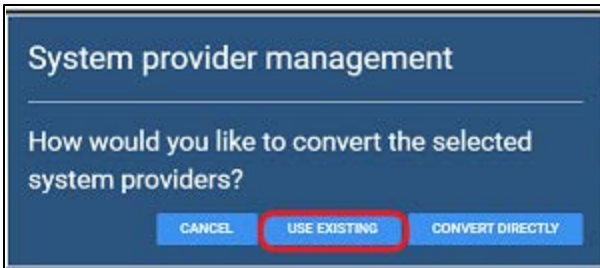 System provider management
How would you like to convert the selected
system providers?
CANCEL USE EXISTING CONVERT DIRECTLY